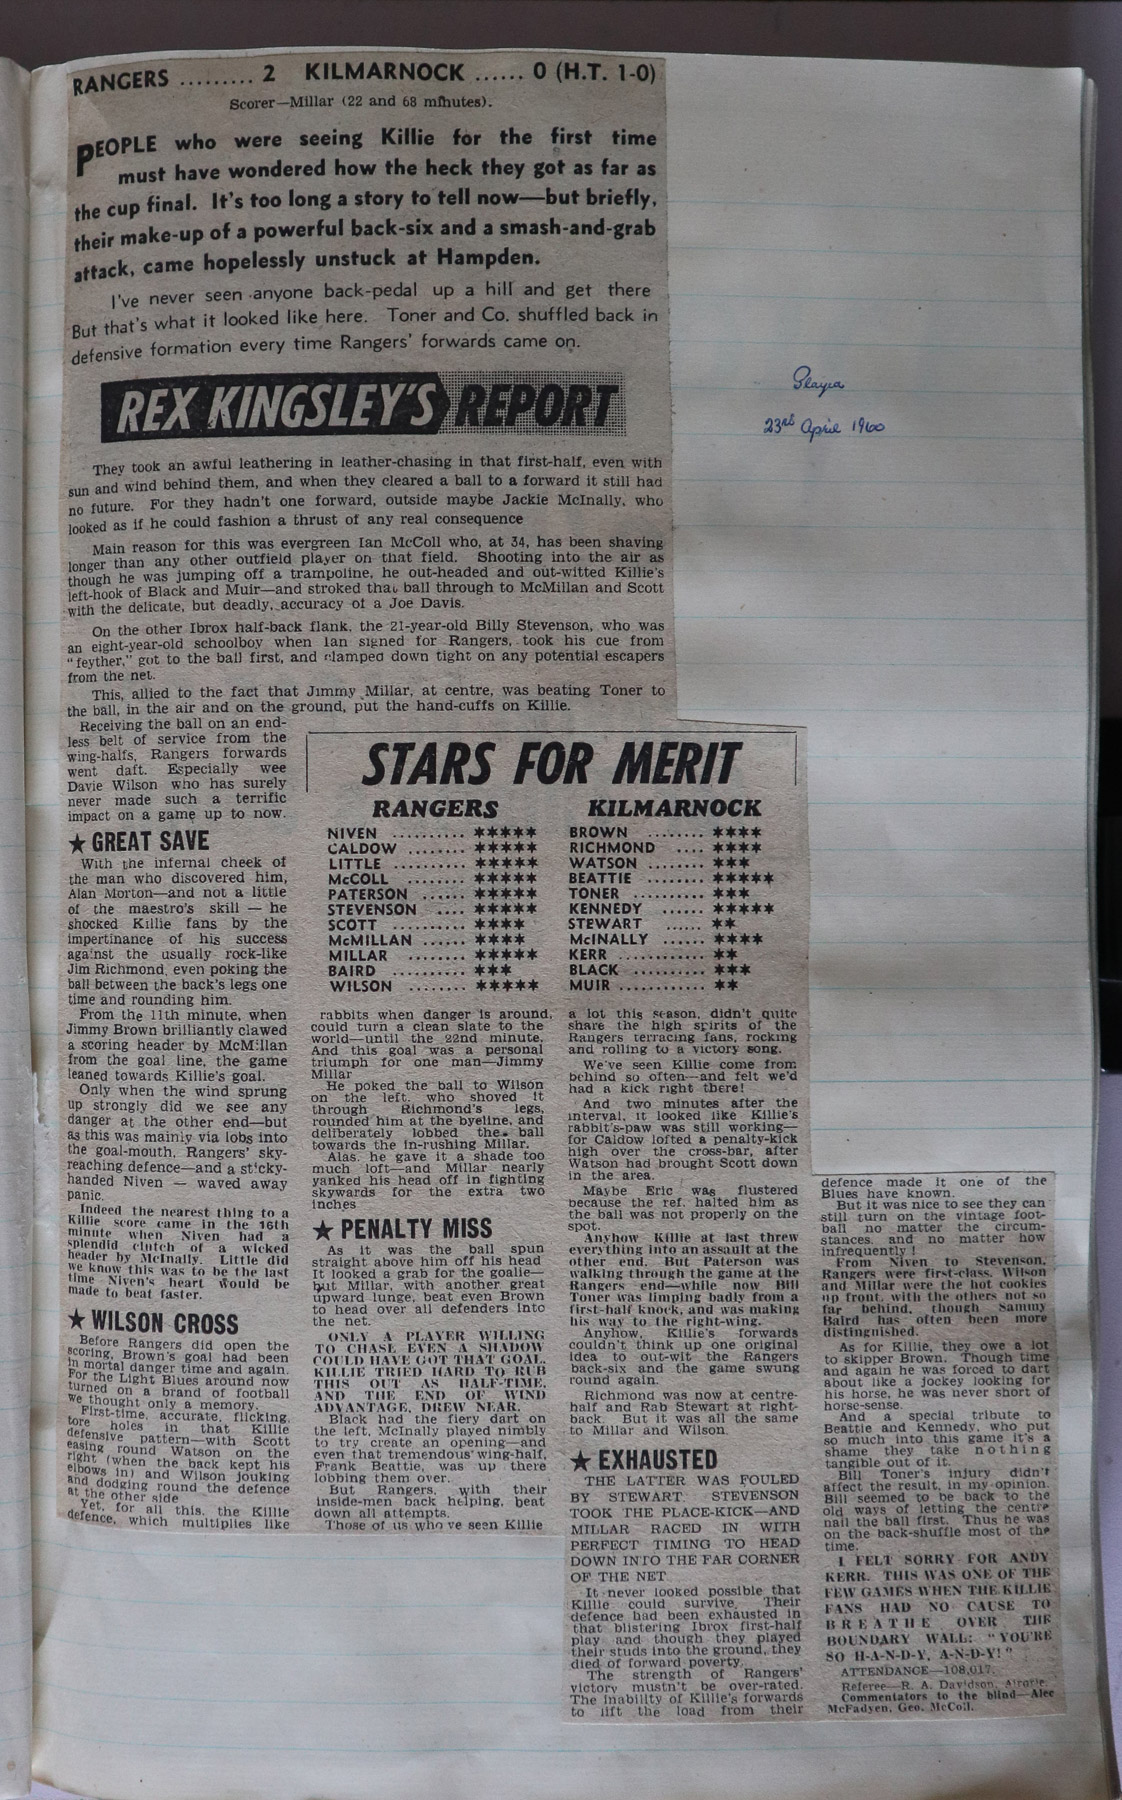 RANGERS ......... 2 KILMARNOCK ...... 0 (H.T. 1-0)
Scorer—Millar (22 and 68 minutes).
PEOPLE who were seeing Killie for the first time
must have wondered how the heck they got as far as
the cup final. It's too long a story to tell now—but briefly,
their make-up of a powerful back-six and a smash-and-grab
attack, came hopelessly unstuck at Hampden.
I've never seen anyone back-pedal up a hill and get there
But that's what it looked like here. Toner and Co. shuffled back in
defensive formation every time Rangers' forwards came on.
REX KINGSLEY'S REPORT
Played
23rd April 1960
They took an awful leathering in leather-chasing in that first-half, even with
sun and wind behind them, and when they cleared a ball to a forward it still had
no future. For they hadn't one forward, outside maybe Jackie McInally, who
looked as if he could fashion a thrust of any real consequence
Main reason for this was evergreen Ian McColl who, at 34, has been shaving
longer than any other outfield player on that field. Shooting into the air as
though he was jumping off a trampoline, he out-headed and out-witted Killie's
left-hook of Black and Muir—and stroked that ball through to McMillan and Scott
with the delicate, but deadly, accuracy of a Joe Davis.
On the other Ibrox half-back flank, the 21-year-old Billy Stevenson, who was
an eight-year-old schoolboy when Ian signed for Rangers, took his cue from
"feyther," got to the ball first, and clamped down tight on any potential escapers
from the net.
This, allied to the fact that Jimmy Millar, at centre, was beating Toner to
the ball, in the air and on the ground, put the hand-cuffs on Killie.
Receiving the ball on an end-
less belt of service from the
wing-halfs, Rangers forwards
went daft. Especially wee
Davie Wilson who has surely
never made such a terrific
impact on a game up to now.
★ GREAT SAVE
With the infernal cheek of
the man who discovered him,
Alan Morton—and not a little
of the maestro's skill — he
shocked Killie fans by the
impertinance of his success
against the usually rock-like
Jim Richmond, even poking the
ball between the back's legs one
time and rounding him.
From the 11th minute, when
Jimmy Brown brilliantly clawed
a scoring header by McMillan
from the goal line, the game
leaned towards Killie's goal.
Only when the wind sprung
up strongly did we see any
danger at the other end—but
as this was mainly via lobs into
the goal-mouth, Rangers' sky-
reaching defence—and a sticky-
handed Niven — waved away
panic.
Indeed the nearest thing to a
Killie score came in the 16th
minute when Niven had a
splendid clutch of a wicked
header by McInally. Little did
we know this was to be the last
time Niven's heart would be
made to beat faster.
★ WILSON CROSS
Before Rangers did open the
scoring, Brown's goal had been
in mortal danger time and again.
For the Light Blues around now
turned on a brand of football
we thought only a memory.
First-time, accurate, flicking,
tore holes in that Killie
defensive pattern—with Scott
easing round Watson on the
right (when the back kept his
elbows in) and Wilson jouking
and dodging round the defence
at the other side
Yet, for all this, the Killie
defence, which multiplies like
STARS FOR MERIT
RANGERS
NIVEN .......... ★★★★★
CALDOW .......... ★★★★★
LITTLE .......... ★★★★★
McCOLL ........ ★★★★★
PATERSON ........ ★★★★★
STEVENSON .... ★★★★★
SCOTT .......... ★★★★
McMILLAN ...... ★★★★
MILLAR .......... ★★★★★
BAIRD .......... ★★★
WILSON ........ ★★★★★
KILMARNOCK
BROWN ........ ★★★★
RICHMOND .... ★★★★
WATSON ........ ★★★
BEATTIE ........ ★★★★★
TONER .......... ★★★
KENNEDY ...... ★★★★★
STEWART ...... ★★
McINALLY ...... ★★★★
KERR ............ ★★
BLACK .......... ★★★
MUIR ............ ★★
rabbits when danger is around,
could turn a clean slate to the
world—until the 22nd minute.
And this goal was a personal
triumph for one man—Jimmy
Millar
He poked the ball to Wilson
on the left, who shoved it
through Richmond's legs,
rounded him at the byeline, and
deliberately lobbed the ball
towards the in-rushing Millar.
Alas, he gave it a shade too
much loft—and Millar nearly
yanked his head off in fighting
skywards for the extra two
inches
★ PENALTY MISS
As it was the ball spun
straight above him off his head
It looked a grab for the goalie—
but Millar, with another great
upward lunge, beat even Brown
to head over all defenders into
the net.
ONLY A PLAYER WILLING
TO CHASE EVEN A SHADOW
COULD HAVE GOT THAT GOAL.
KILLIE TRIED HARD TO RUB
THIS OUT AS HALF-TIME,
AND THE END OF WIND
ADVANTAGE, DREW NEAR.
Black had the fiery dart on
the left, McInally played nimbly
to try create an opening—and
even that tremendous wing-half,
Frank Beattie, was up there
lobbing them over.
But Rangers, with their
inside-men back helping, beat
down all attempts.
Those of us who've seen Killie
a lot this season, didn't quite
share the high spirits of the
Rangers terracing fans, rocking
and rolling to a victory song.
We've seen Killie come from
behind so often—and felt we'd
had a kick right there!
And two minutes after the
interval, it looked like Killie's
rabbit's-paw was still working—
for Caldow lofted a penalty-kick
high over the cross-bar, after
Watson had brought Scott down
in the area.
Maybe Eric was flustered
because the ref. halted him as
the ball was not properly on the
spot.
Anyhow Killie at last threw
everything into an assault at the
other end. But Paterson was
walking through the game at the
Rangers end—while now Bill
Toner was limping badly from a
first-half knock, and was making
his way to the right-wing.
Anyhow, Killie's forwards
couldn't think up one original
idea to out-wit the Rangers
back-six and the game swung
round again.
Richmond was now at centre-
half and Rab Stewart at right-
back. But it was all the same
to Millar and Wilson.
★ EXHAUSTED
THE LATTER WAS FOULED
BY STEWART. STEVENSON
TOOK THE PLACE-KICK—AND
MILLAR RACED IN WITH
PERFECT TIMING TO HEAD
DOWN INTO THE FAR CORNER
OF THE NET
It never looked possible that
Killie could survive. Their
defence had been exhausted in
that blistering Ibrox first-half
play and though they played
their studs into the ground, they
died of forward poverty.
The strength of Rangers'
victory mustn't be over-rated.
The inability of Killie's forwards
to lift the load from their
defence made it one of the
Blues have known.
But it was nice to see they can
still turn on the vintage foot-
ball no matter the circum-
stances, and no matter how
infrequently!
From Niven to Stevenson,
Rangers were first-class. Wilson
and Millar were the hot cookies
up front, with the others not so
far behind, though Sammy
Baird has often been more
distinguished.
As for Killie, they owe a lot
to skipper Brown. Though time
and again he was forced to dart
about like a jockey looking for
his horse, he was never short of
horse-sense.
And a special tribute to
Beattie and Kennedy, who put
so much into this game it's a
shame they take nothing
tangible out of it.
Bill Toner's injury didn't
affect the result, in my opinion.
Bill seemed to be back to the
old ways of letting the centre
nail the ball first. Thus he was
on the back-shuffle most of the
time.
I FELT SORRY FOR ANDY
KERR. THIS WAS ONE OF THE
FEW GAMES WHEN THE KILLIE
FANS HAD NO CAUSE TO
BREATHE OVER THE
BOUNDARY WALL: "YOU'RE
SO H-A-N-D-Y, A-N-D-Y!"
ATTENDANCE—108,017.
Referee—R. A. Davidson, Airdrie.
Commentators to the blind—Alec
McFadyen, Geo. McColl.